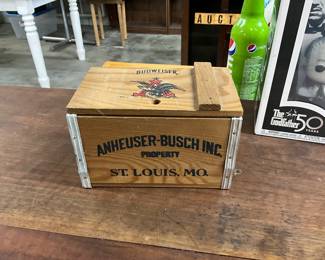 AUCT
BUDWEISER
pepsi
ANHEUSER-BUSCH INC.
PROPERTY
ST. LOUIS, MO.
The
Godfather
50
YEARS